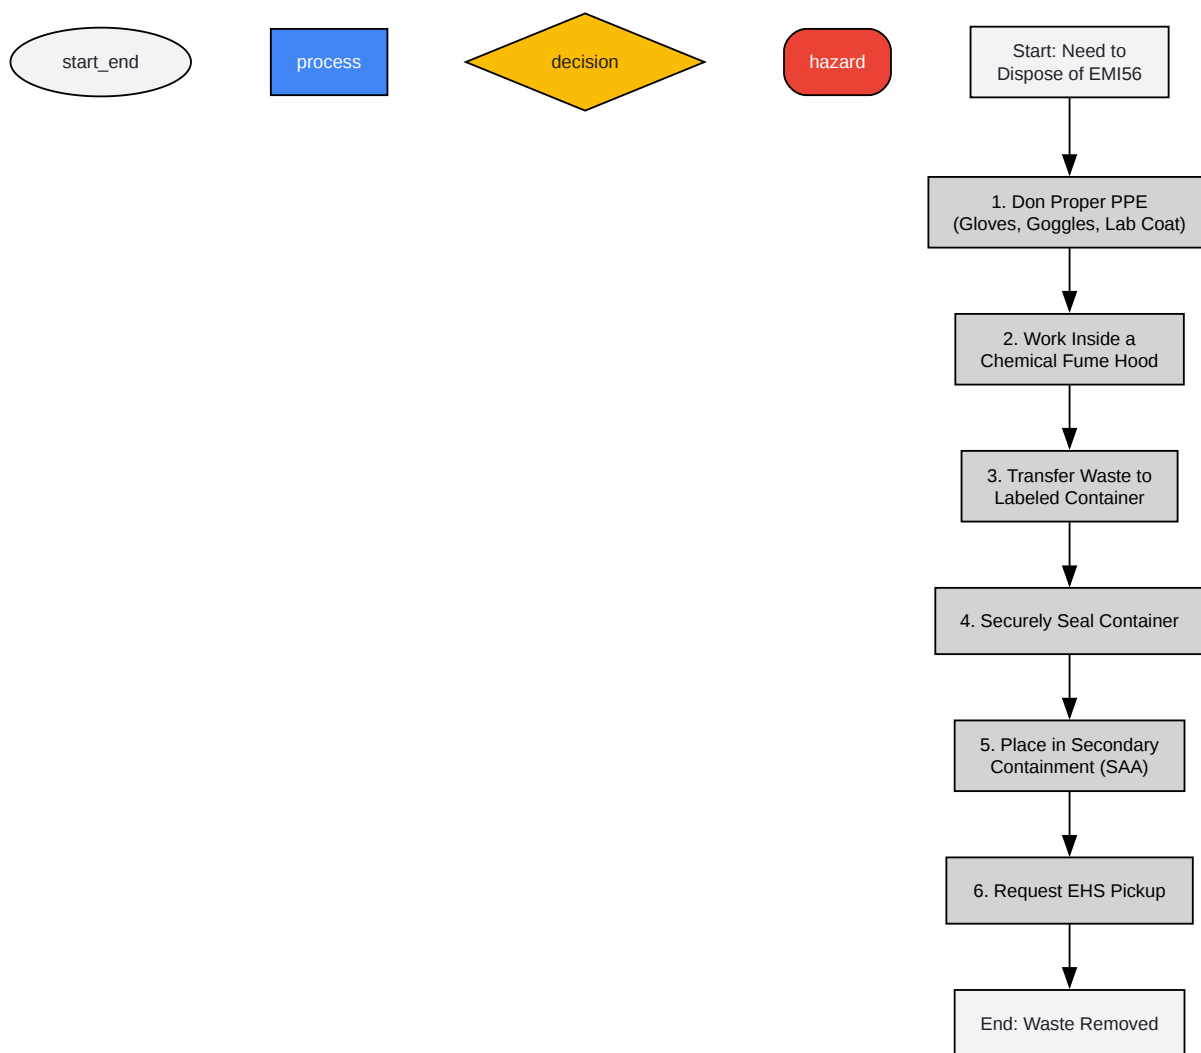 start_end
process
decision
hazard
Start: Need to
Dispose of EMI56
1. Don Proper PPE
(Gloves, Goggles, Lab Coat)
2. Work Inside a
Chemical Fume Hood
3. Transfer Waste to
Labeled Container
4. Securely Seal Container
5. Place in Secondary
Containment (SAA)
6. Request EHS Pickup
End: Waste Removed